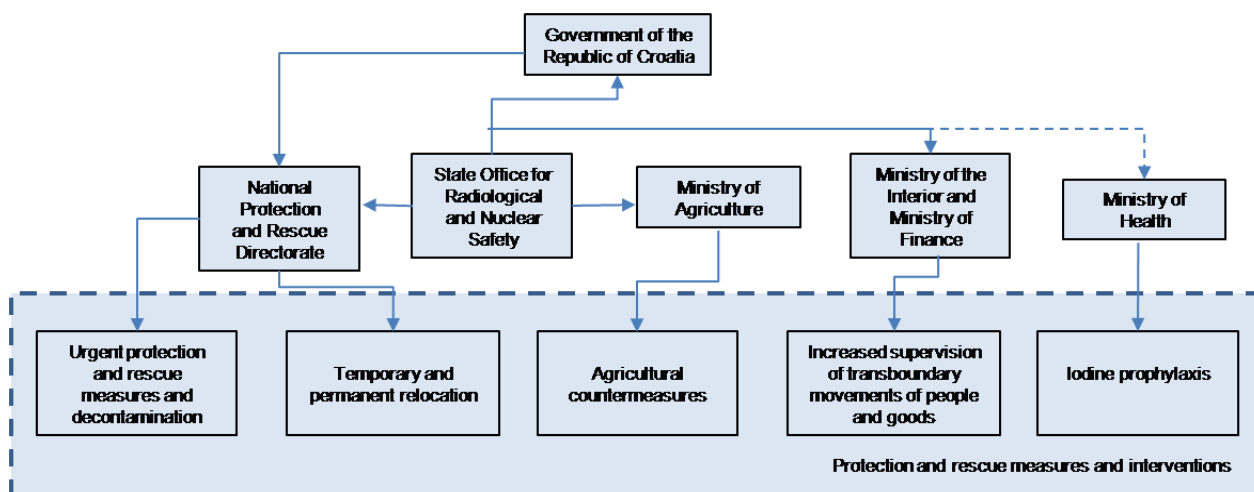 Government of the
Republic of Croatia
National
Protection
and Rescue
Directorate
State Office for
Radiological
and Nuclear
Safety
Ministry of
Agriculture
Ministry of the
Interior and
Ministry of
Finance
Ministry of
Health
Urgent protection
and rescue
measures and
decontamination
Temporary and
permanent relocation
Agricultural
countermeasures
Increased supervision
of transboundary
movements of people
and goods
Iodine prophylaxis
Protection and rescue measures and interventions